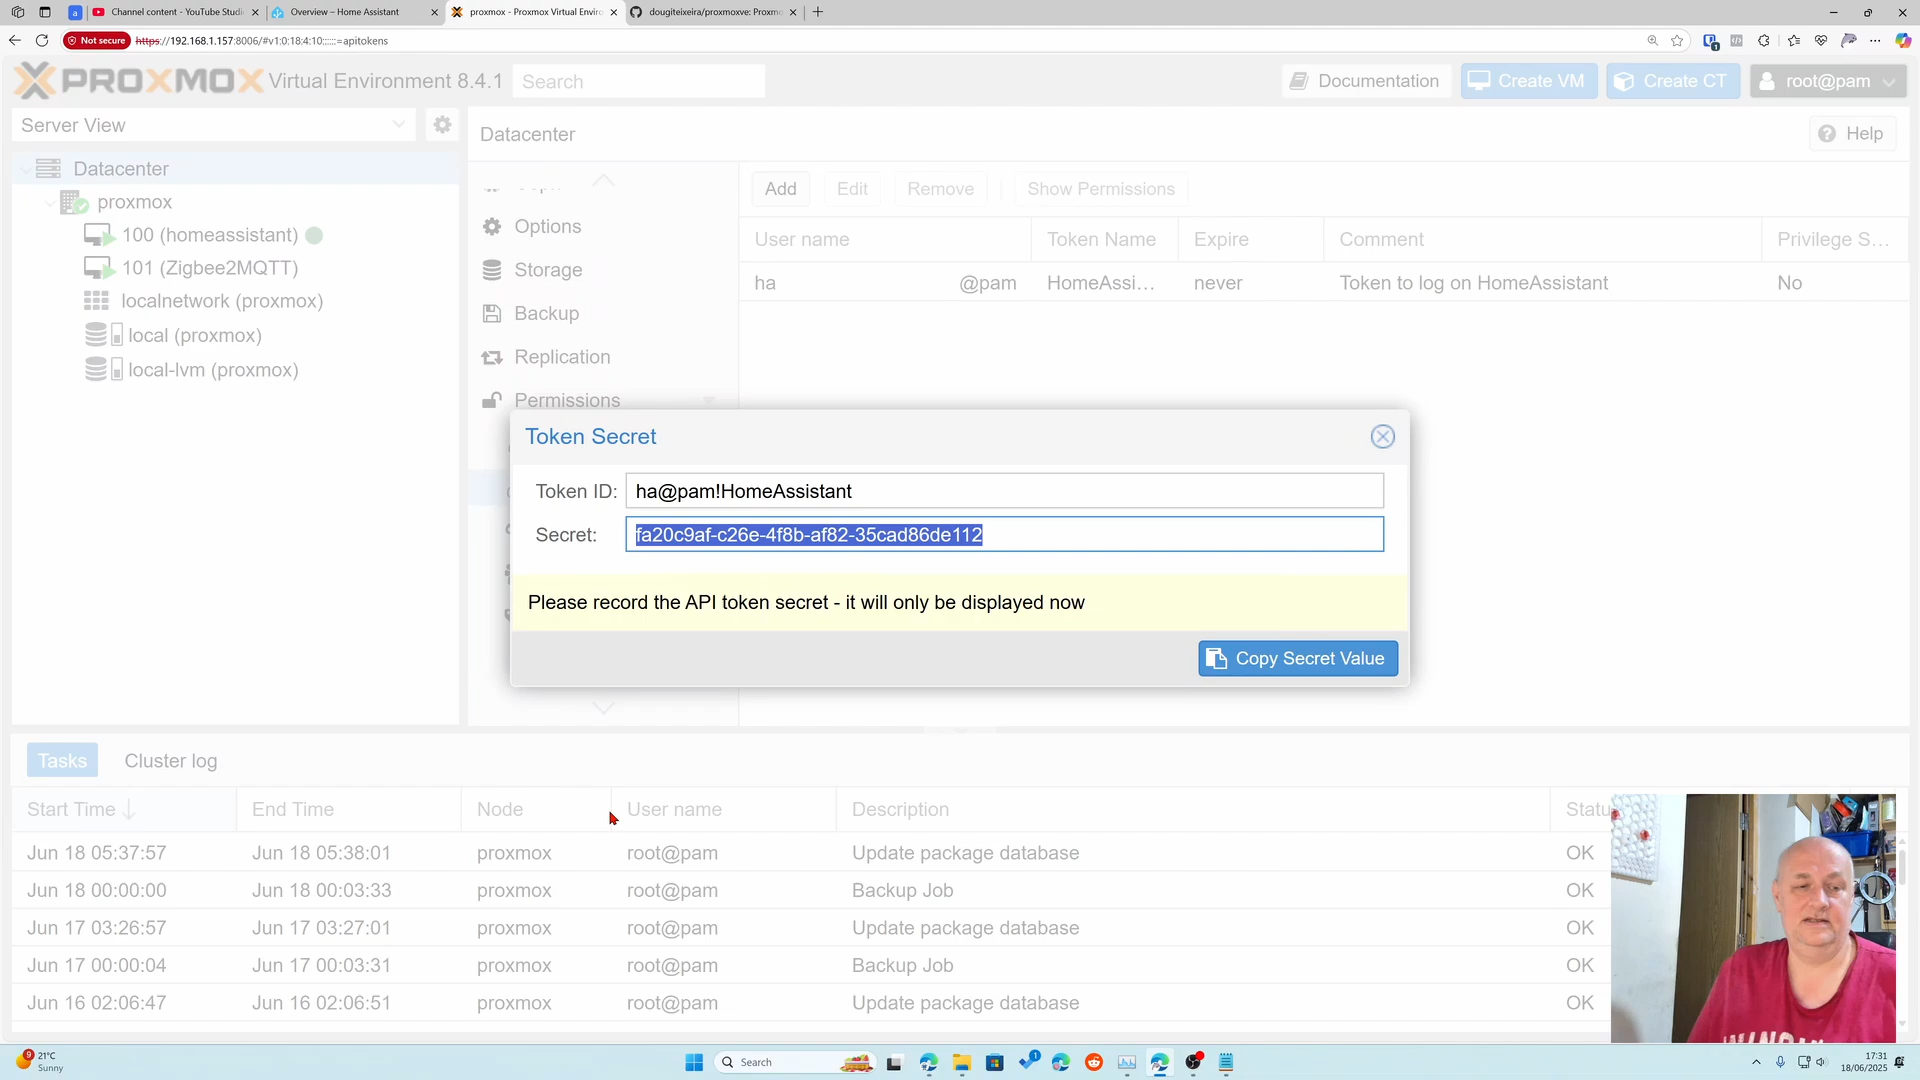 Channel content - YouTube Studi
Overview – Home Assistant
proxmox - Proxmox Virtual Enviro
dougiteixeira/proxmoxve: Proxmo
Not secure
https://192.168.1.157:8006/#v1:0:18:4:10::::::=apitokens
PROXMOX Virtual Environment 8.4.1
Search
Documentation
Create VM
Create CT
root@pam
Server View
Datacenter
Help
Datacenter
proxmox
100 (homeassistant)
101 (Zigbee2MQTT)
localnetwork (proxmox)
local (proxmox)
local-lvm (proxmox)
Options
Storage
Backup
Replication
Permissions
Add
Edit
Remove
Show Permissions
User name
Token Name
Expire
Comment
Privilege S...
ha
@pam
HomeAssi...
never
Token to log on HomeAssistant
No
Token Secret
Token ID:
ha@pam!HomeAssistant
Secret:
fa20c9af-c26e-4f8b-af82-35cad86de112
Please record the API token secret - it will only be displayed now
Copy Secret Value
Tasks
Cluster log
Start Time
End Time
Node
User name
Description
Jun 18 05:37:57
Jun 18 05:38:01
proxmox
root@pam
Update package database
OK
Jun 18 00:00:00
Jun 18 00:03:33
proxmox
root@pam
Backup Job
OK
Jun 17 03:26:57
Jun 17 03:27:01
proxmox
root@pam
Update package database
OK
Jun 17 00:00:04
Jun 17 00:03:31
proxmox
root@pam
Backup Job
OK
Jun 16 02:06:47
Jun 16 02:06:51
proxmox
root@pam
Update package database
OK
21°C
Sunny
Search
17:31
18/06/2025